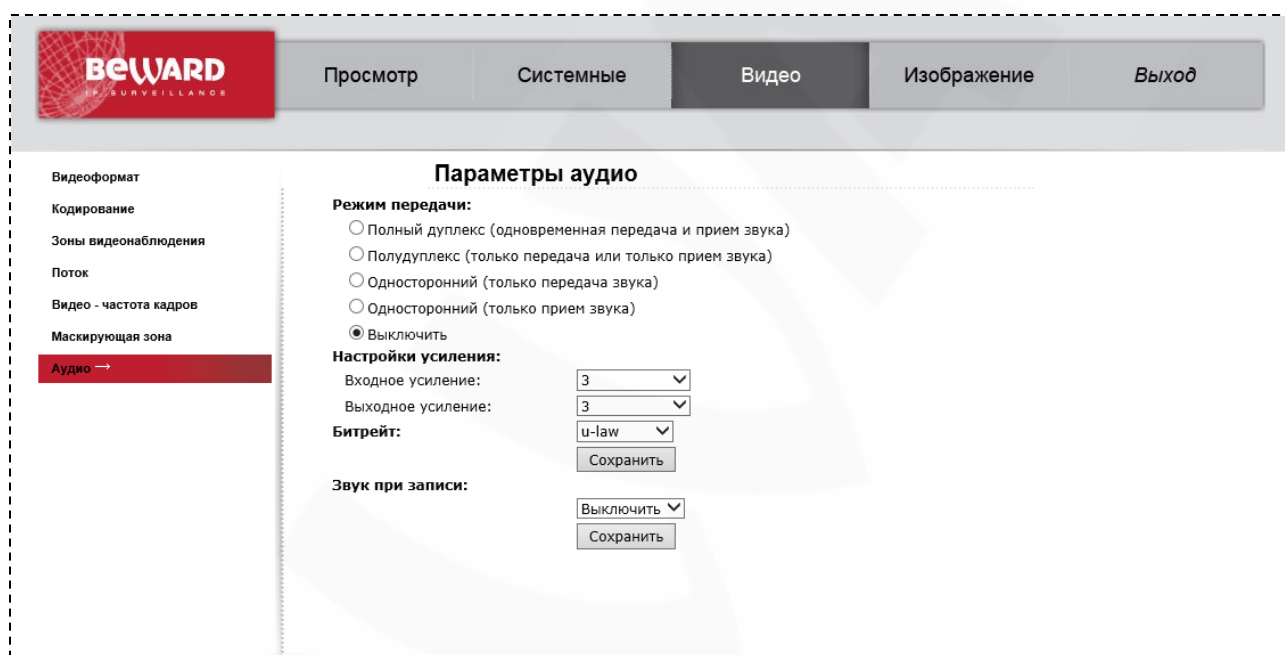 BEWARD
IP SURVEILLANCE
Просмотр
Системные
Видео
Изображение
Выход
Видеоформат
Кодирование
Зоны видеонаблюдения
Поток
Видео - частота кадров
Маскирующая зона
Аудио →
Параметры аудио
Режим передачи:
Полный дуплекс (одновременная передача и прием звука)
Полудуплекс (только передача или только прием звука)
Односторонний (только передача звука)
Односторонний (только прием звука)
Выключить
Настройки усиления:
Входное усиление: 3
Выходное усиление: 3
Битрейт: u-law
Сохранить
Звук при записи:
Выключить
Сохранить